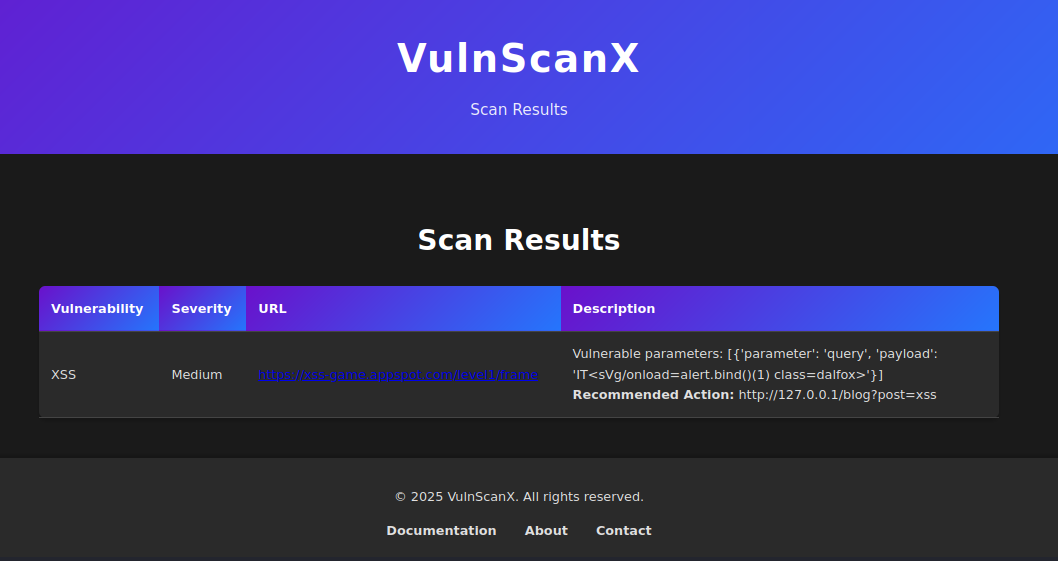 VulnScanX
Scan Results
Scan Results
Vulnerability Severity URL Description
XSS Medium https://xss-game.appspot.com/level1/frame
Vulnerable parameters: [{'parameter': 'query', 'payload':
'IT<sVg/onload=alert.bind()(1) class=dalfox>'}]
Recommended Action: http://127.0.0.1/blog?post=xss
© 2025 VulnScanX. All rights reserved.
Documentation About Contact